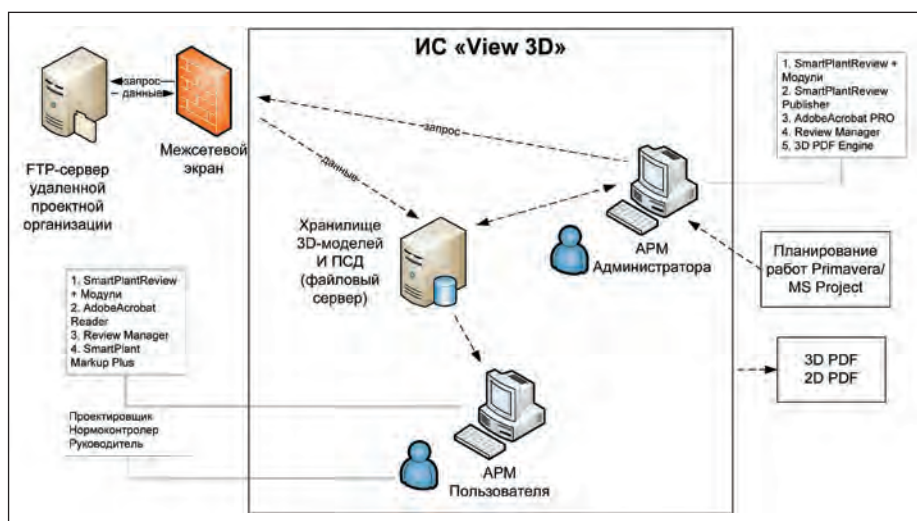 ИС «View 3D»
запрос
данные
FTP-сервер
удаленной
проектной
организации
Межсетевой
экран
запрос
данные
1. SmartPlantReview +
Модули
2. SmartPlantReview
Publisher
3. AdobeAcrobat PRO
4. Review Manager
5. 3D PDF Engine
Хранилище
3D-моделей
И ПСД
(файловый
сервер)
АРМ
Администратора
Планирование
работ Primavera/
MS Project
1. SmartPlantReview
+ Модули
2. AdobeAcrobat
Reader
3. Review Manager
4. SmartPlant
Markup Plus
3D PDF
2D PDF
Проектировщик
Нормоконтролер
Руководитель
АРМ
Пользователя